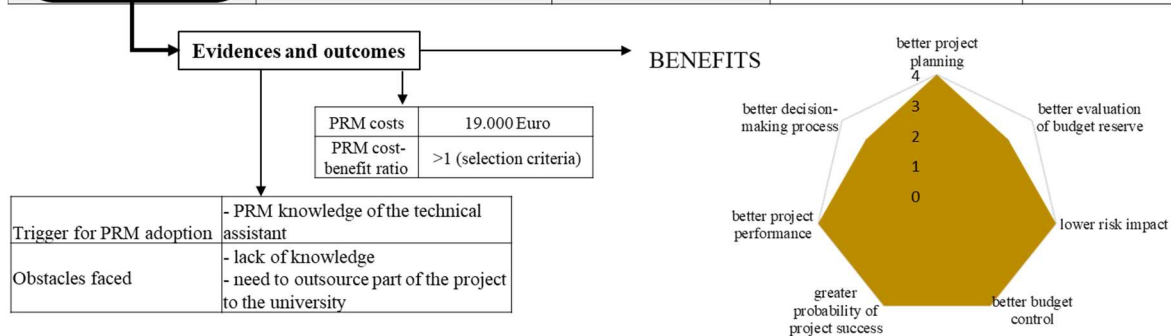 Evidences and outcomes
BENEFITS
PRM costs
19.000 Euro
PRM cost-
benefit ratio
>1 (selection criteria)
Trigger for PRM adoption
- PRM knowledge of the technical
assistant
Obstacles faced
- lack of knowledge
- need to outsource part of the project
to the university
better project
planning
4
3
2
1
0
better evaluation
of budget reserve
lower risk impact
better budget
control
greater
probability of
project success
better project
performance
better decision-
making process